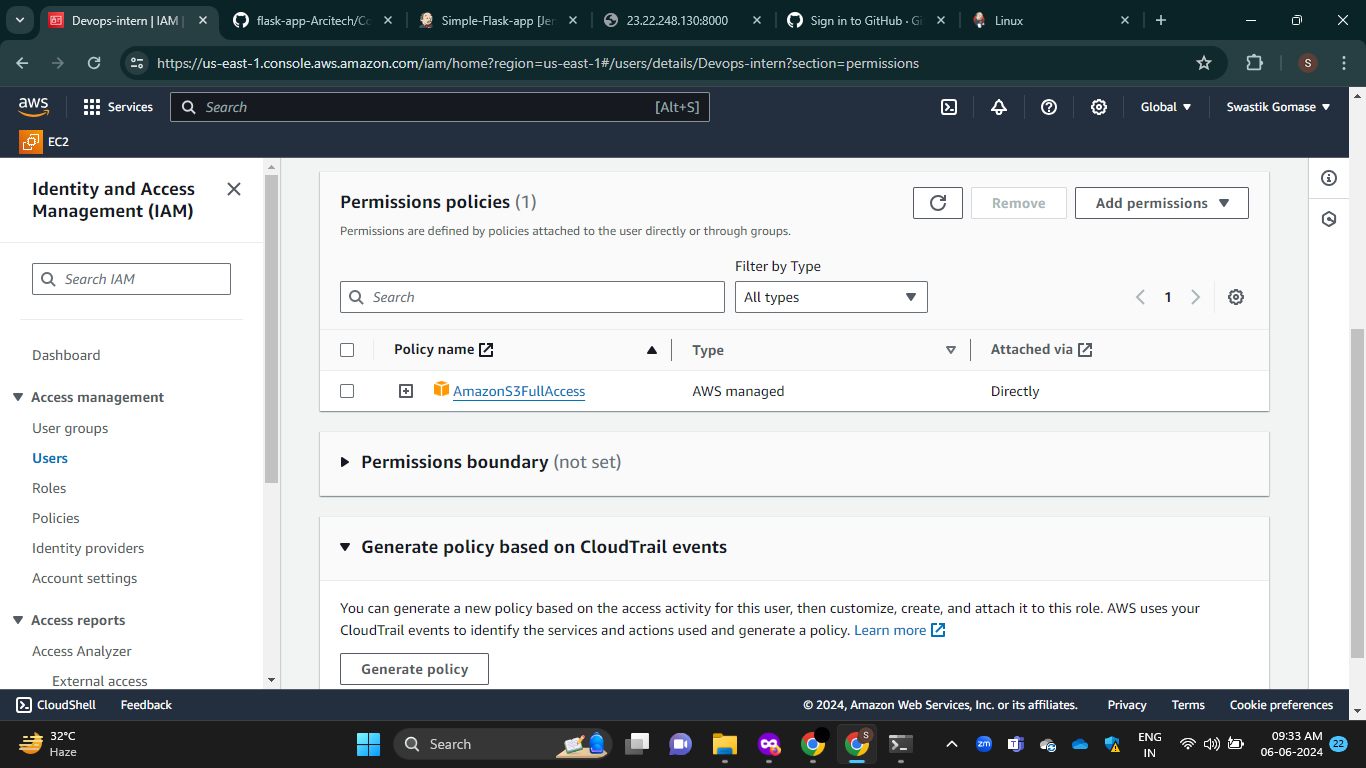 Devops-intern | IAM |
flask-app-Arcitech/Co
Simple-Flask-app [Jen
23.22.248.130:8000
Sign in to GitHub · Gi
Linux
https://us-east-1.console.aws.amazon.com/iam/home?region=us-east-1#/users/details/Devops-intern?section=permissions
S
aws
Services
Search
[Alt+S]
Global
Swastik Gomase
EC2
Identity and Access
Management (IAM)
Search IAM
Dashboard
Access management
User groups
Users
Roles
Policies
Identity providers
Account settings
Access reports
Access Analyzer
External access
Permissions policies (1)
Remove
Add permissions
Permissions are defined by policies attached to the user directly or through groups.
Filter by Type
Search
All types
1
Policy name
Type
Attached via
AmazonS3FullAccess
AWS managed
Directly
Permissions boundary (not set)
Generate policy based on CloudTrail events
You can generate a new policy based on the access activity for this user, then customize, create, and attach it to this role. AWS uses your
CloudTrail events to identify the services and actions used and generate a policy. Learn more
Generate policy
CloudShell
Feedback
© 2024, Amazon Web Services, Inc. or its affiliates.
Privacy
Terms
Cookie preferences
32°C
Haze
Search
S
zm
ENG
IN
09:33 AM
06-06-2024
22